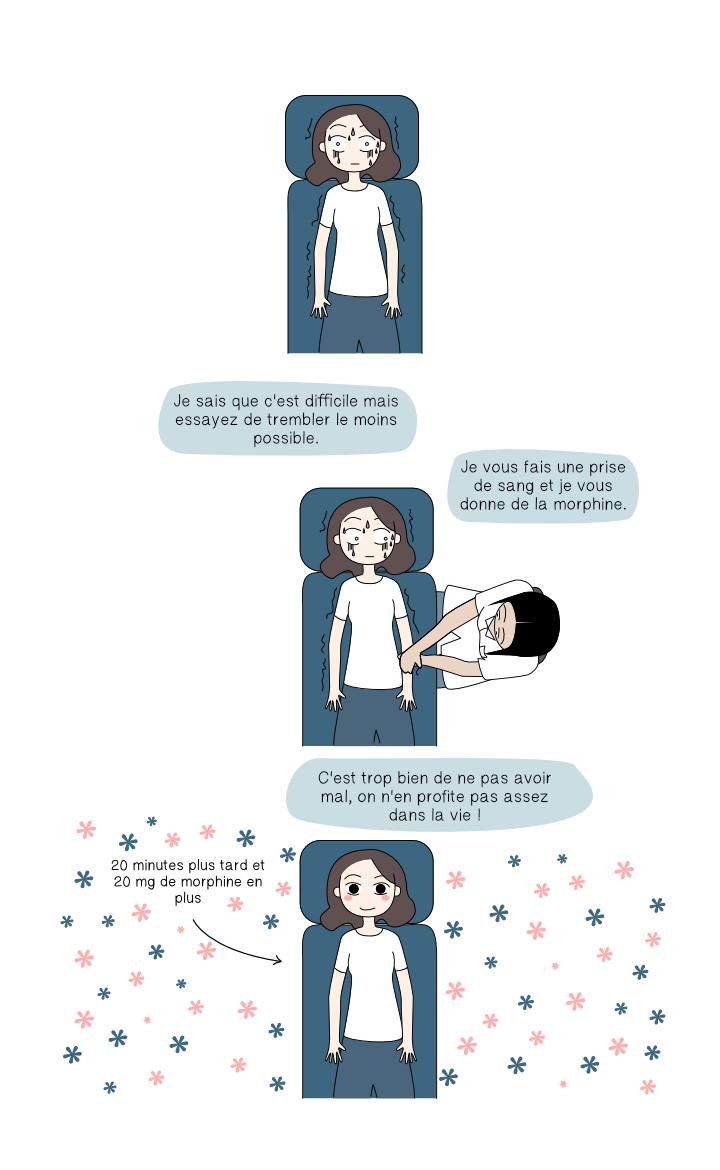 Je sais que c'est difficile mais
essayez de trembler le moins
possible.
Je vous fais une prise
de sang et je vous
donne de la morphine.
C'est trop bien de ne pas avoir
mal, on n'en profite pas assez
dans la vie !
20 minutes plus tard et
20 mg de morphine en
plus